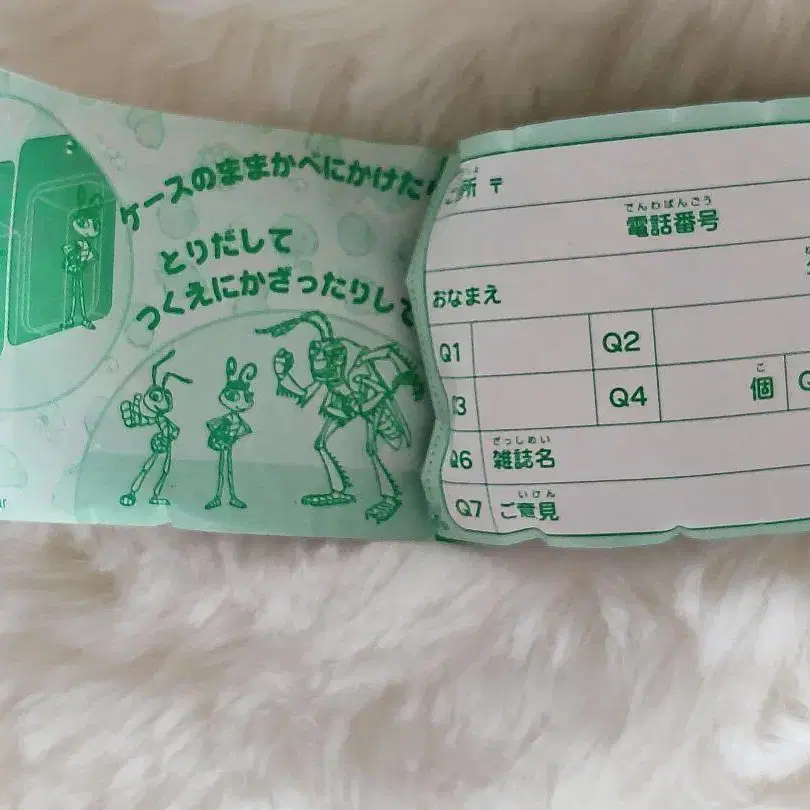 ケースのままかべにかけた
とりだして
つくえにかざったりして
所 〒
でんわばんごう
電話番号
おなまえ
Q1
Q2
3
Q4
こ
個
Q6
ざっしめい
雑誌名
Q7
いけん
ご意見